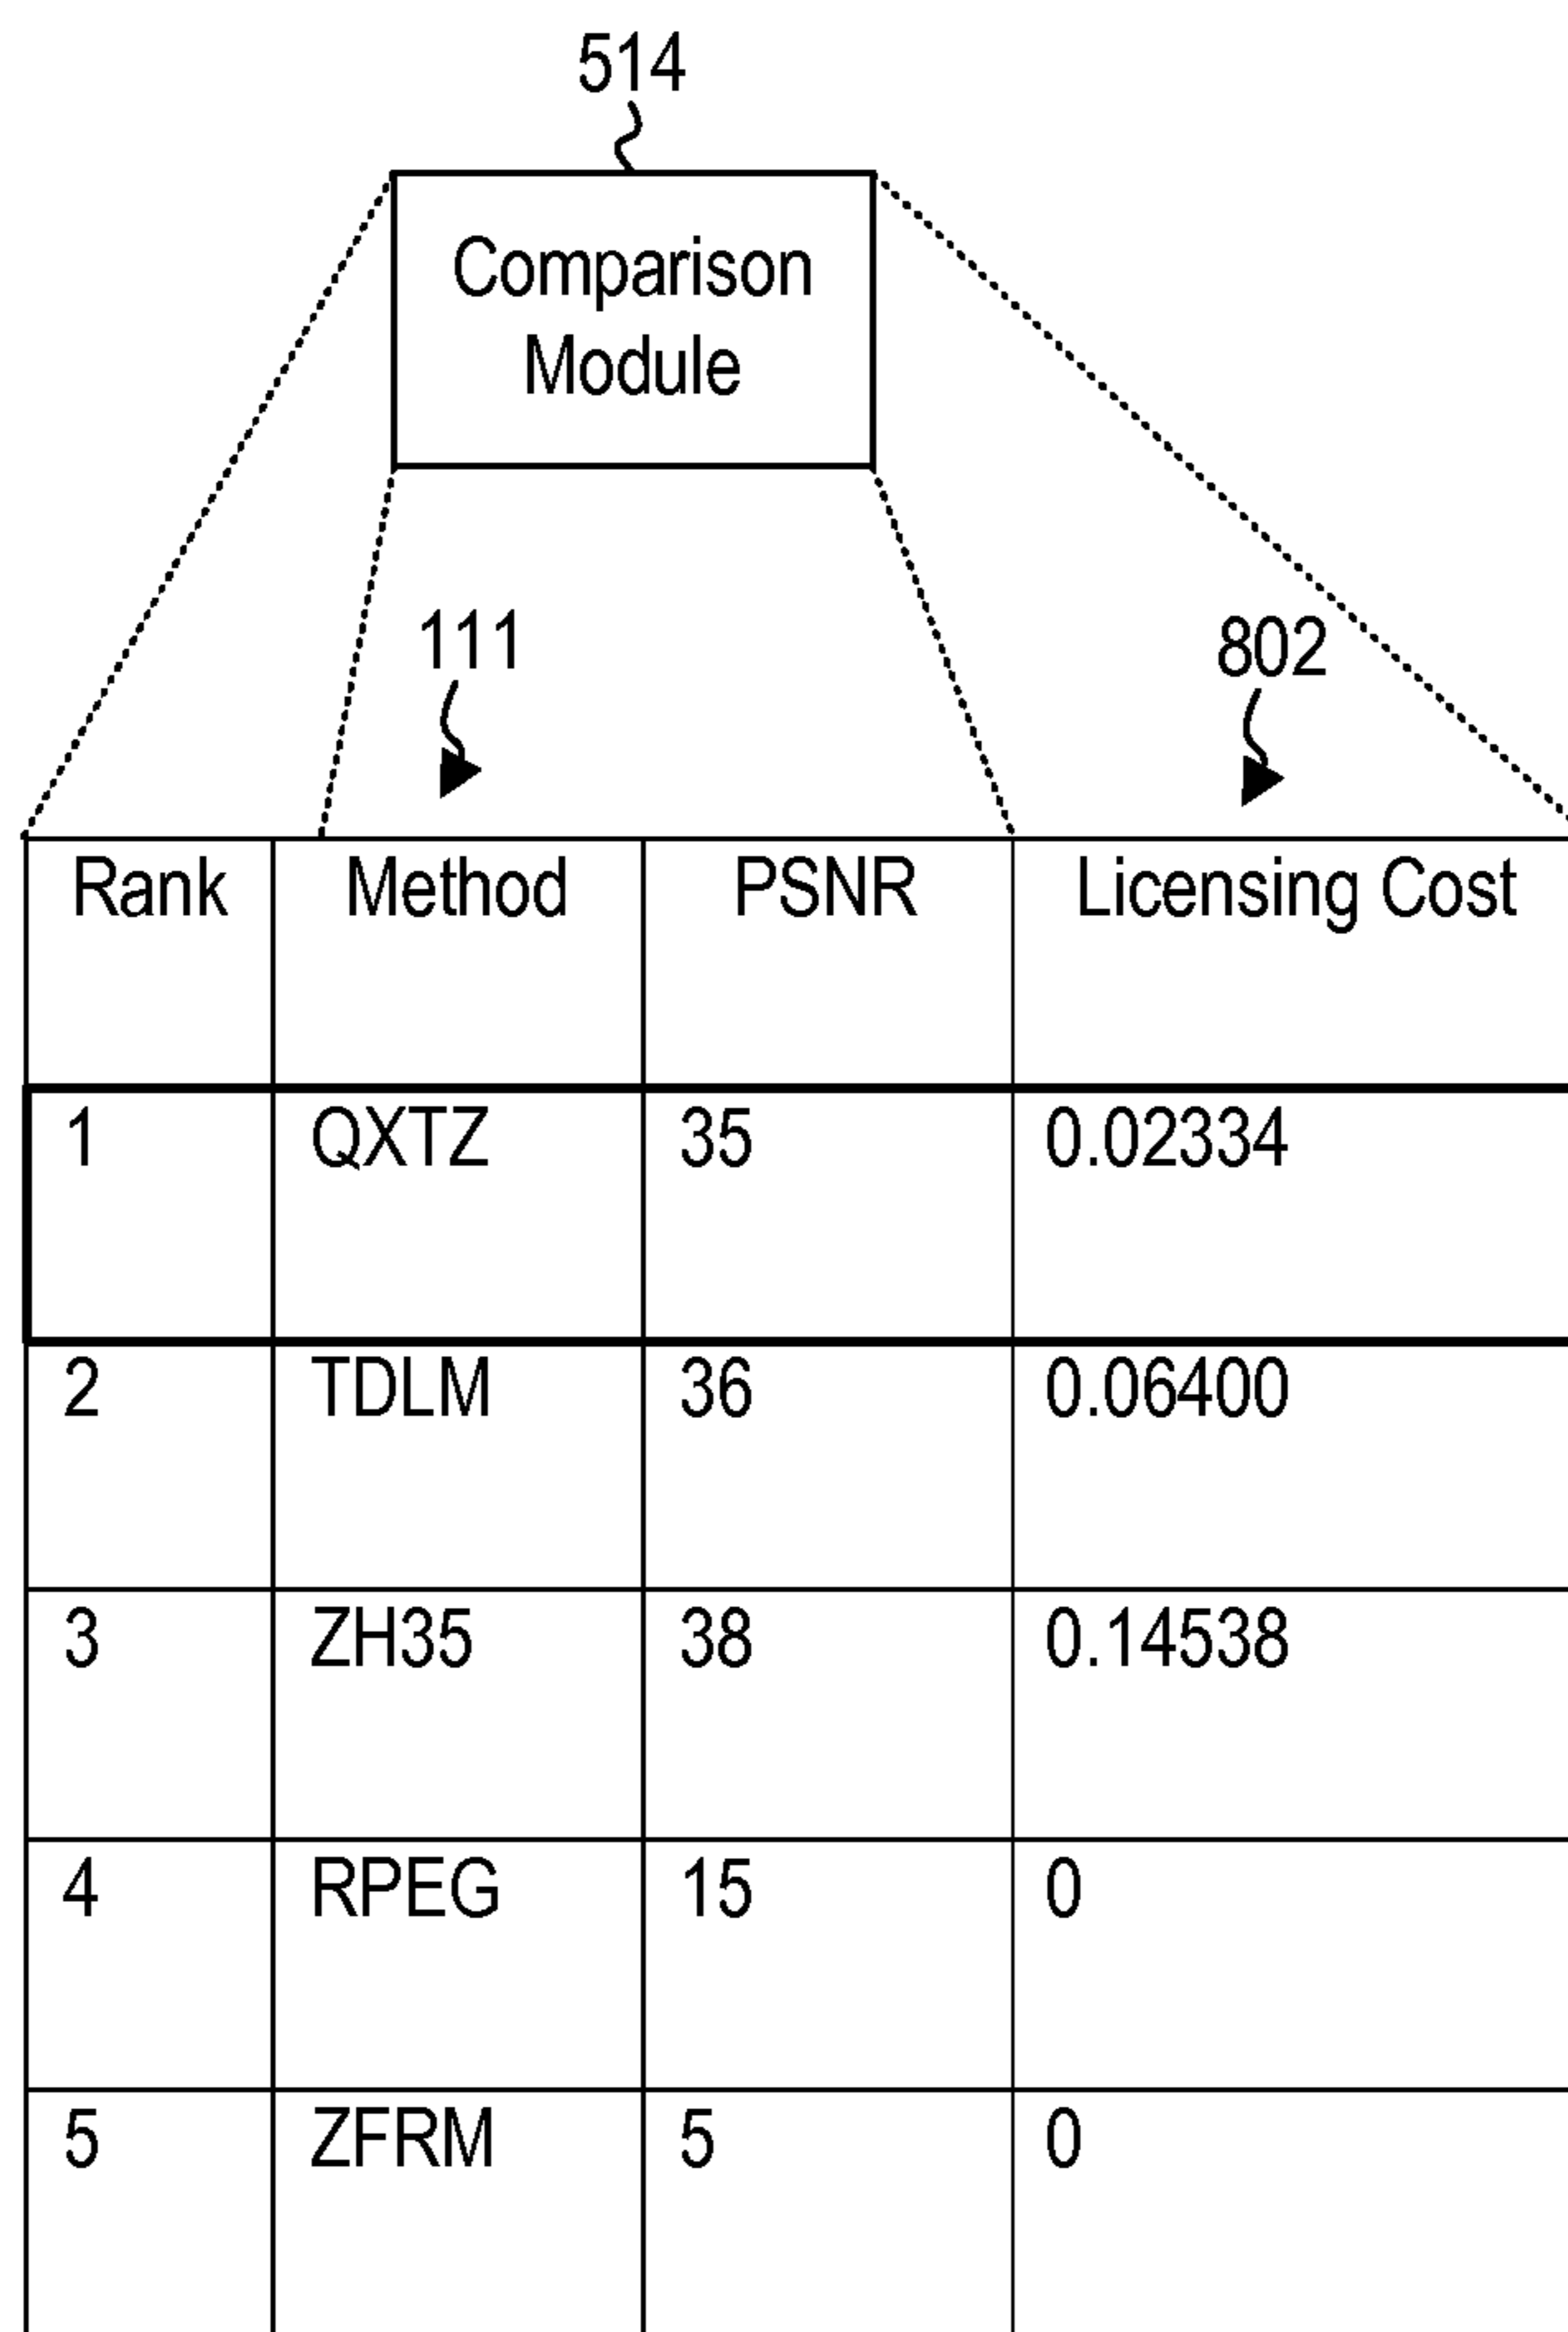 514
Comparison
Module
111
802
Rank Method PSNR Licensing Cost
1 QXTZ 35 0.02334
2 TDLM 36 0.06400
3 ZH35 38 0.14538
4 RPEG 15 0
5 ZFRM 5 0